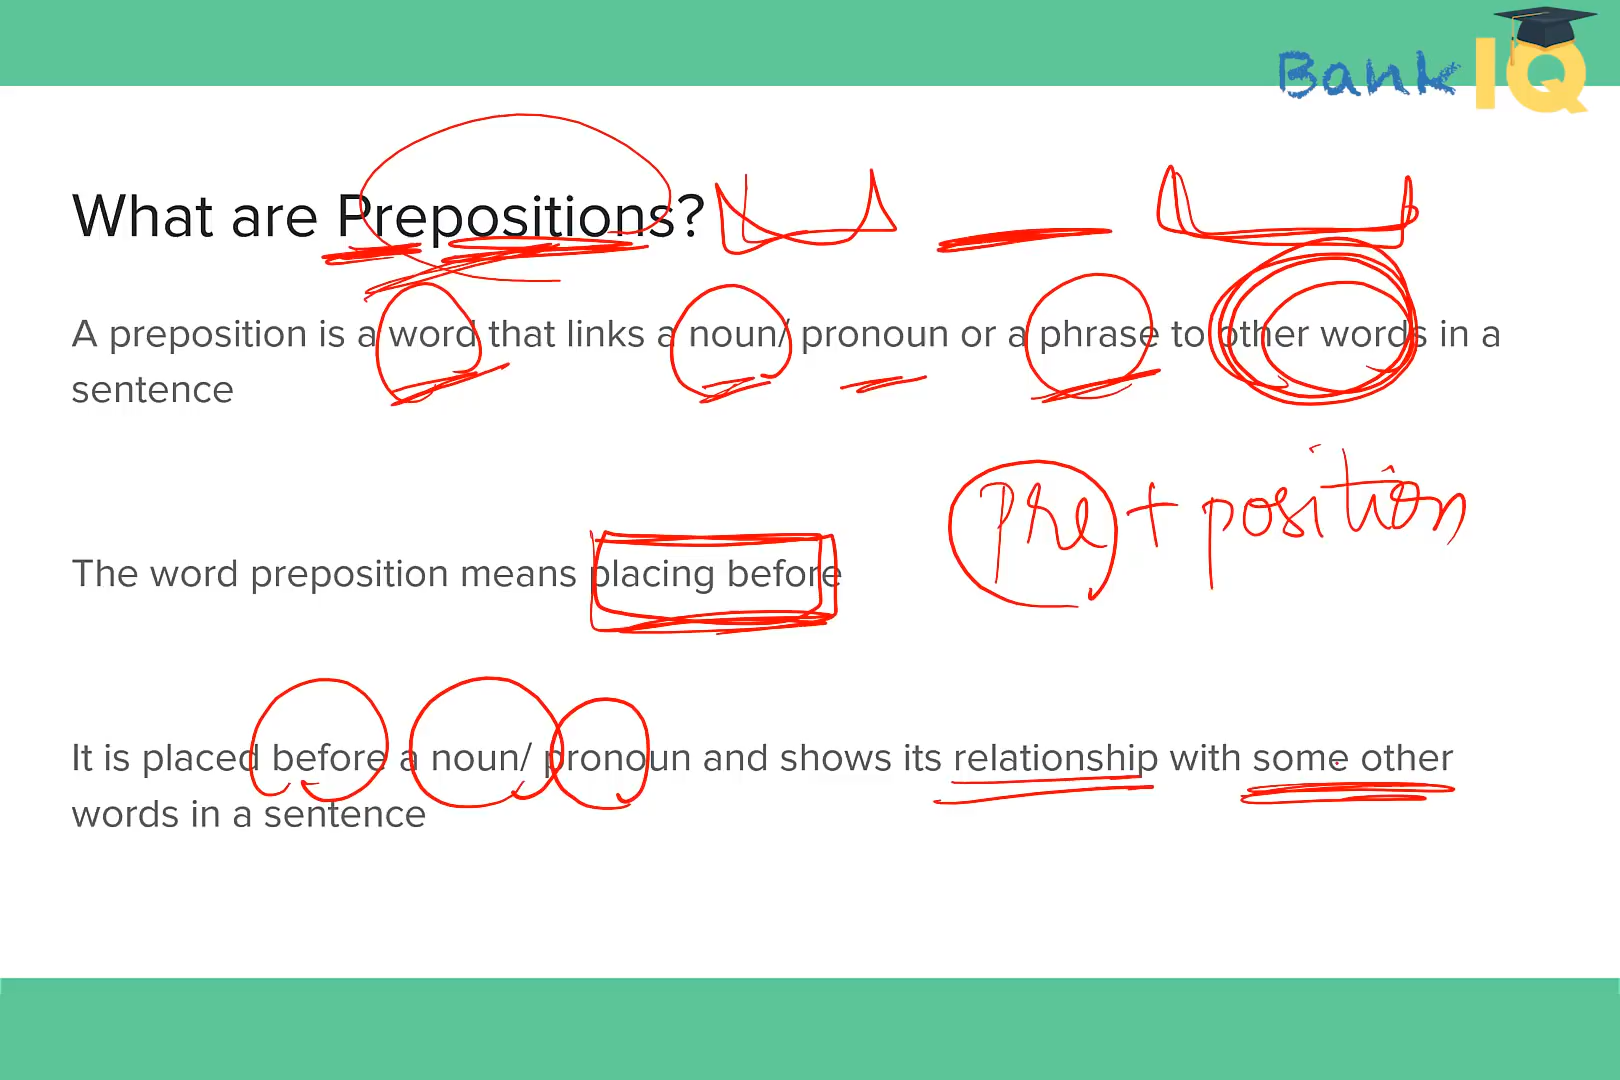 Bank IQ
What are Prepositions?
A preposition is a word that links a noun/ pronoun or a phrase to other words in a
sentence
pre + position
The word preposition means placing before
It is placed before a noun/ pronoun and shows its relationship with some other
words in a sentence